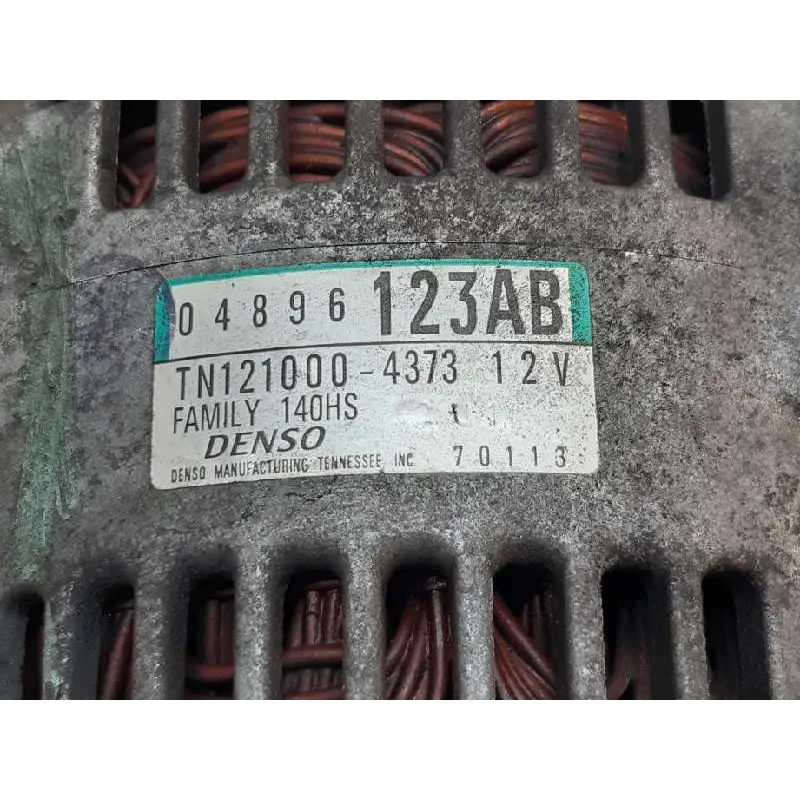 04896 123AB
TN121000-4373 12V
FAMILY 140HS
DENSO
DENSO MANUFACTURING TENNESSEE, INC. 70113